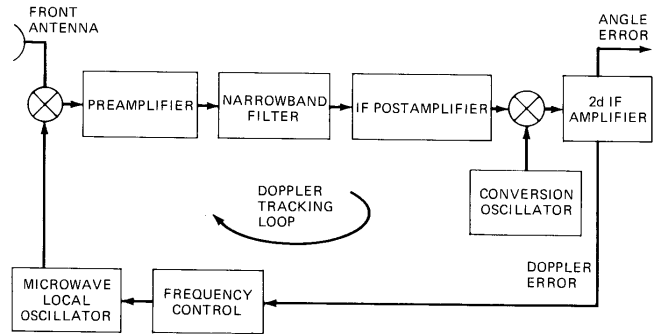 FRONT
ANTENNA
ANGLE
ERROR
PREAMPLIFIER
NARROWBAND
FILTER
IF POSTAMPLIFIER
2d IF
AMPLIFIER
DOPPLER
TRACKING
LOOP
CONVERSION
OSCILLATOR
DOPPLER
ERROR
MICROWAVE
LOCAL
OSCILLATOR
FREQUENCY
CONTROL